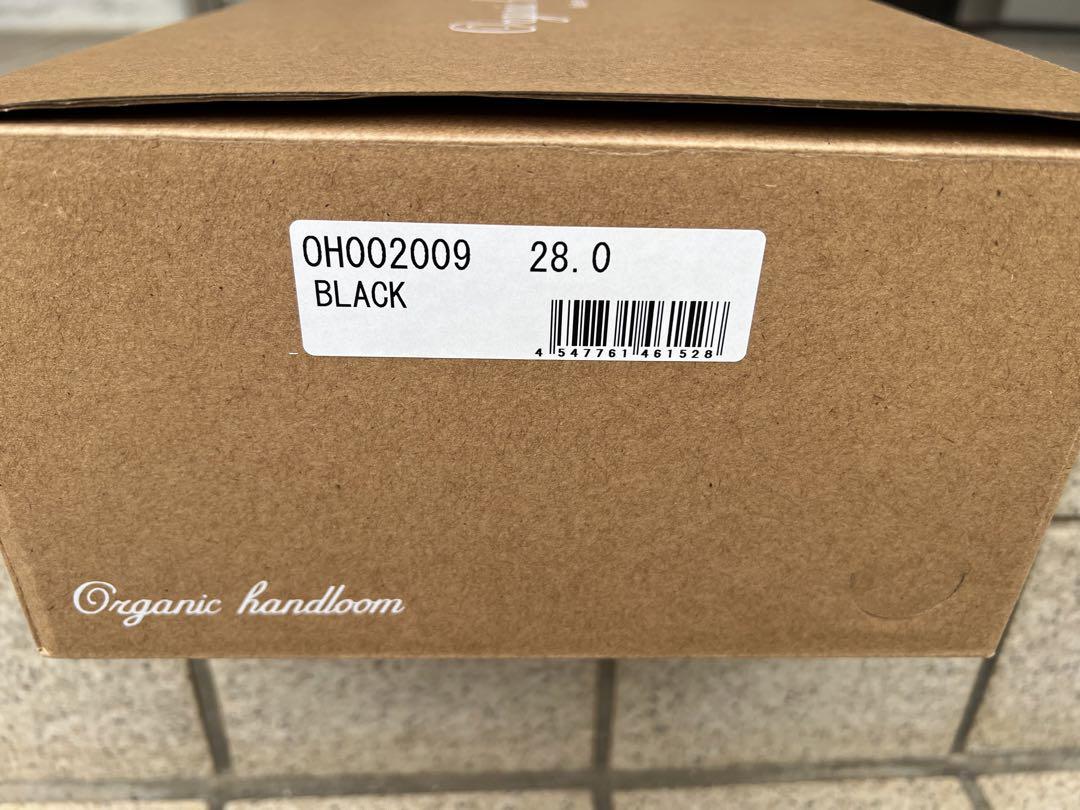 OH002009 28.0
BLACK
4 547761 461528
Organic handloom